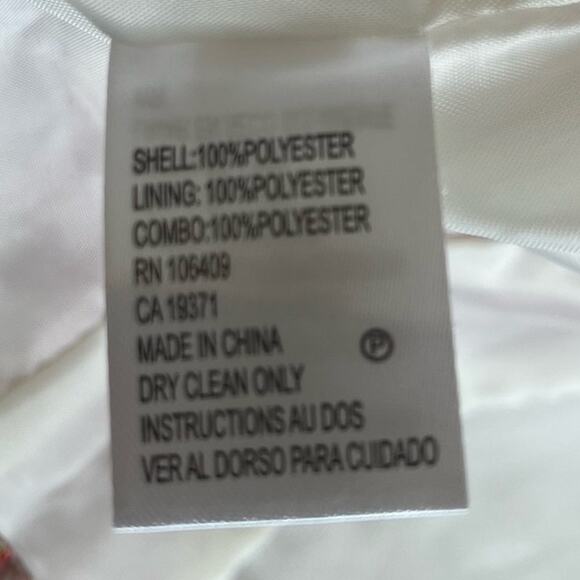 SHELL:100%POLYESTER
LINING: 100%POLYESTER
COMBO:100%POLYESTER
RN 106409
CA 19371
MADE IN CHINA
P
DRY CLEAN ONLY
INSTRUCTIONS AU DOS
VER AL DORSO PARA CUIDADO